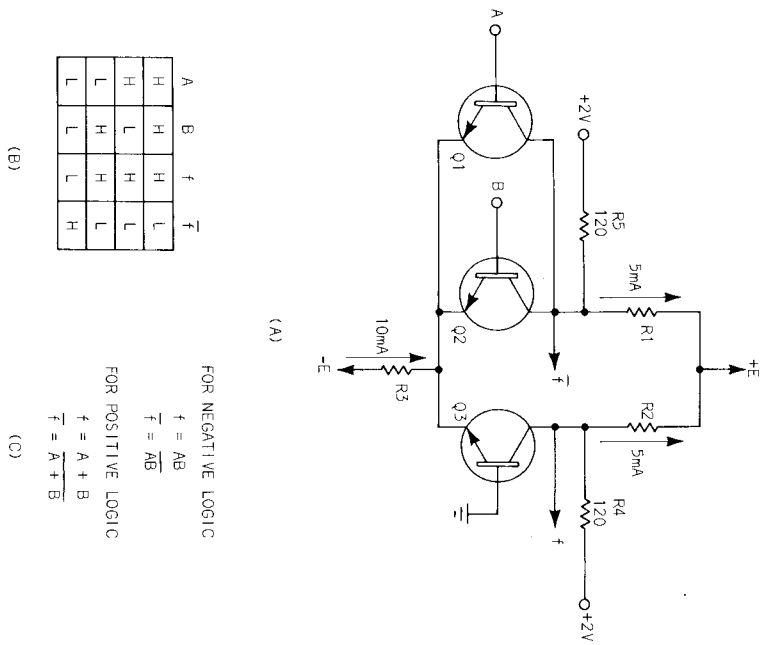 +E
5mA
R1
R2
5mA
+2V
R5
120
R4
120
+2V
f̅
f
A
Q1
B
Q2
Q3
10mA
R3
-E
(A)
A B f f̅
H H H L
H L H L
L H H L
L L L H
(B)
FOR NEGATIVE LOGIC
f = AB
f̅ = A̅B̅
FOR POSITIVE LOGIC
f = A + B
f̅ = A̅ ̅+̅ ̅B̅
(C)